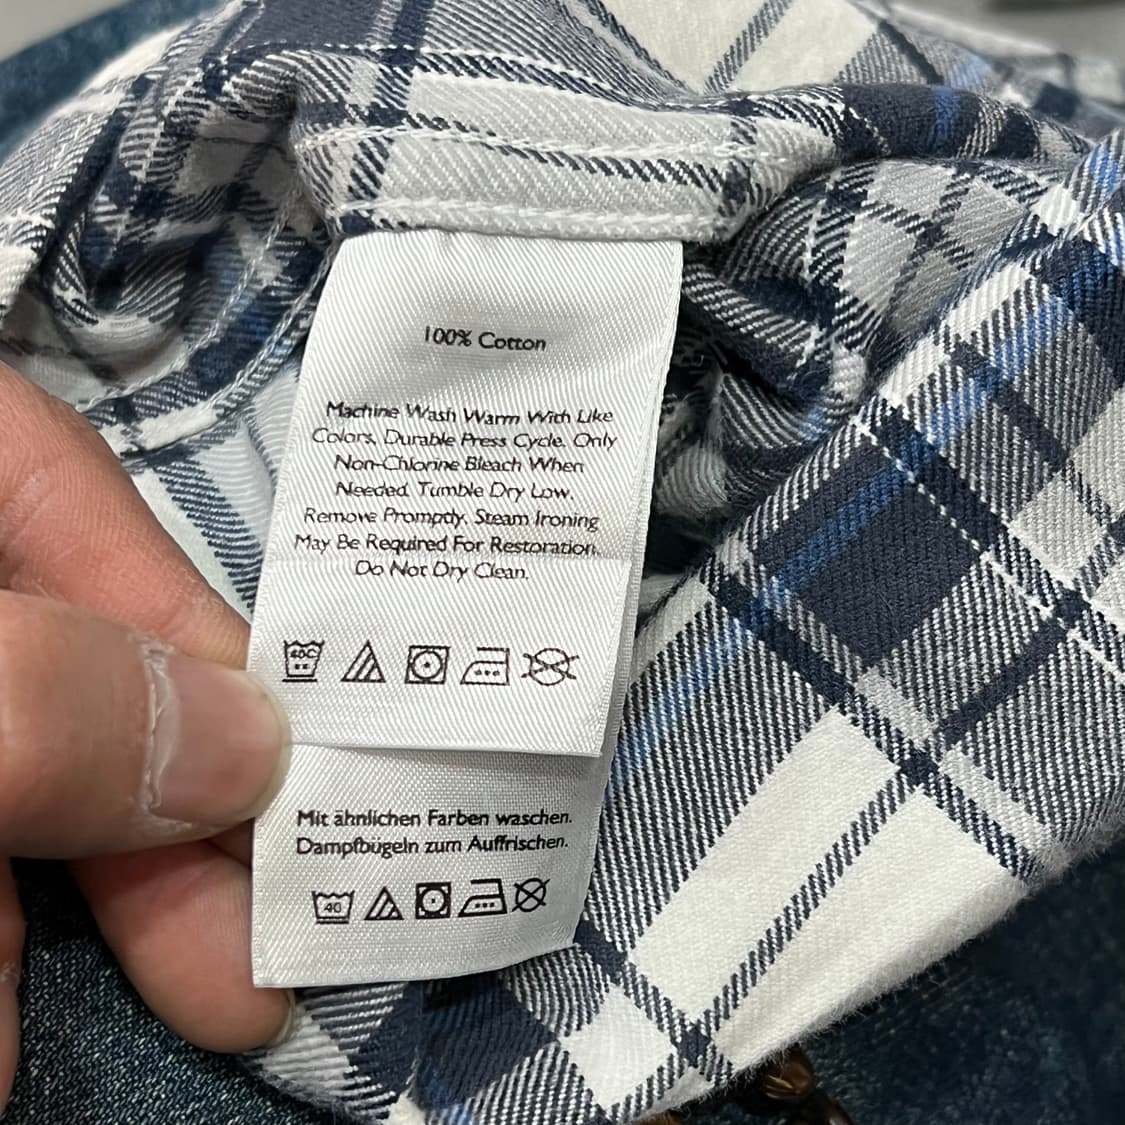 100% Cotton
Machine Wash Warm With Like
Colors, Durable Press Cycle. Only
Non-Chlorine Bleach When
Needed. Tumble Dry Low.
Remove Promptly. Steam Ironing
May Be Required For Restoration.
Do Not Dry Clean.
40C
Mit ähnlichen Farben waschen.
Dampfbügeln zum Auffrischen.
40